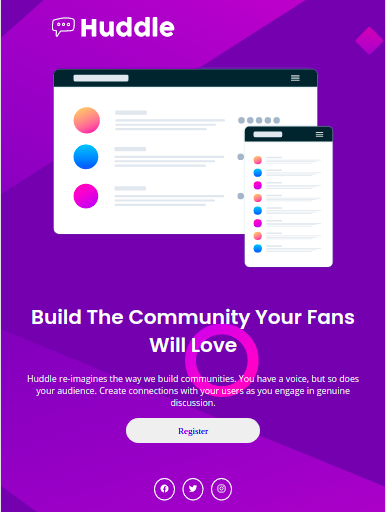 Huddle
Build The Community Your Fans
Will Love
Huddle re-imagines the way we build communities. You have a voice, but so does
your audience. Create connections with your users as you engage in genuine
discussion.
Register